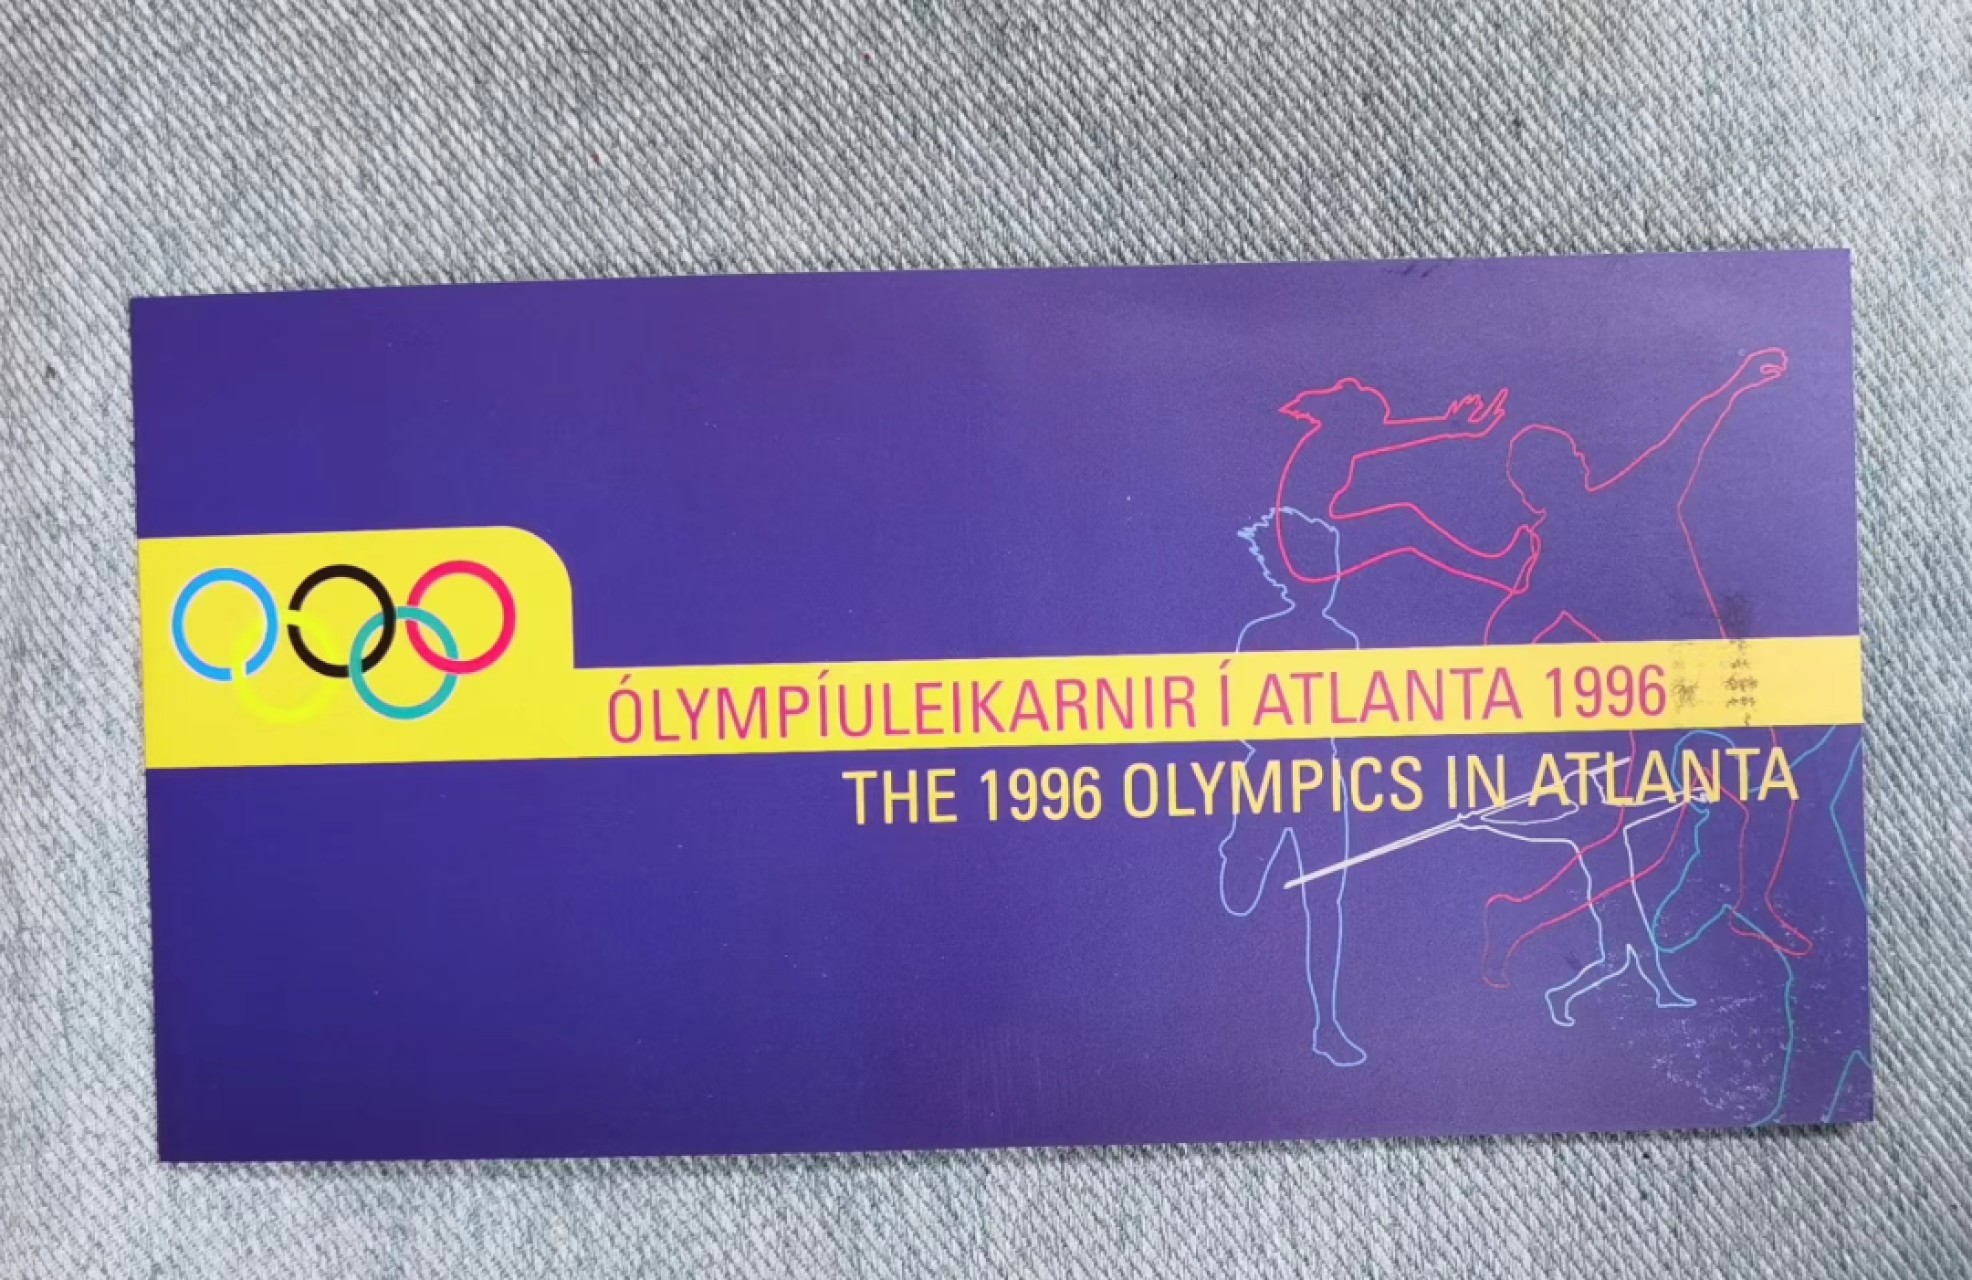 ÓLYMPÍULEIKARNIR Í ATLANTA 1996
THE 1996 OLYMPICS IN ATLANTA